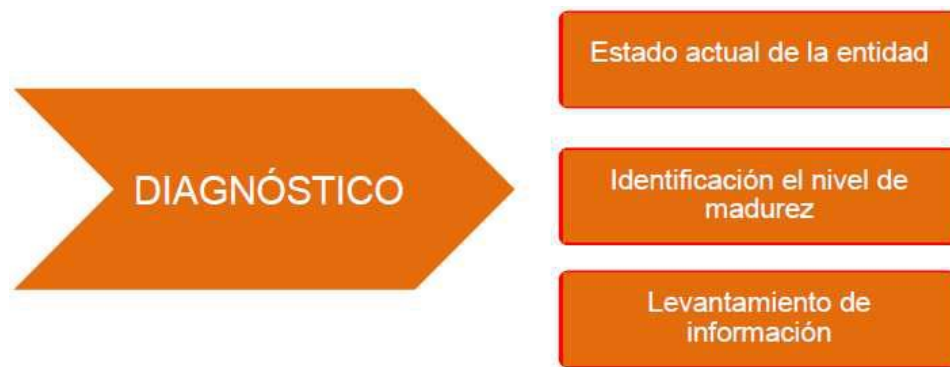 Estado actual de la entidad
DIAGNÓSTICO
Identificación el nivel de
madurez
Levantamiento de
información